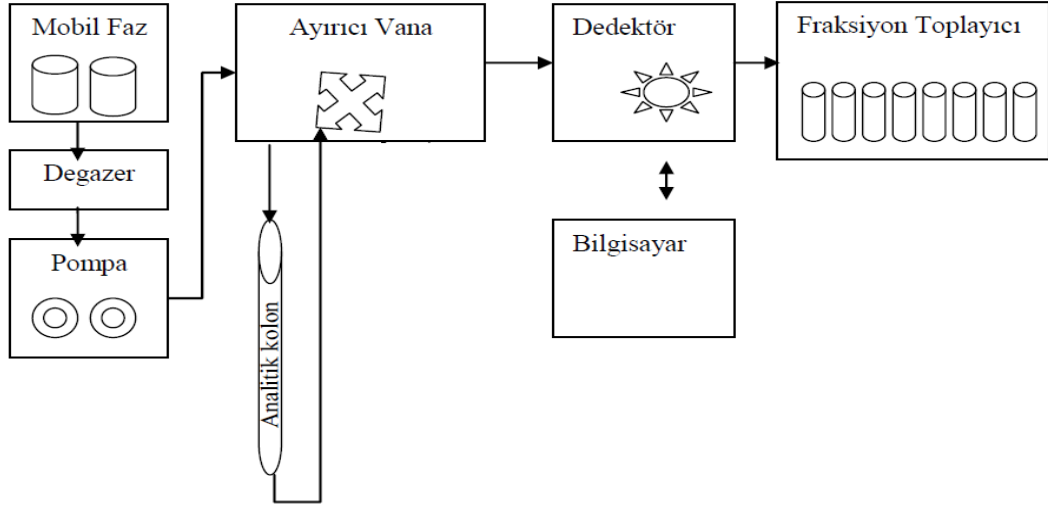 Mobil Faz
Ayırıcı Vana
Dedektör
Fraksiyon Toplayıcı
Degazer
Pompa
Bilgisayar
Analitik kolon